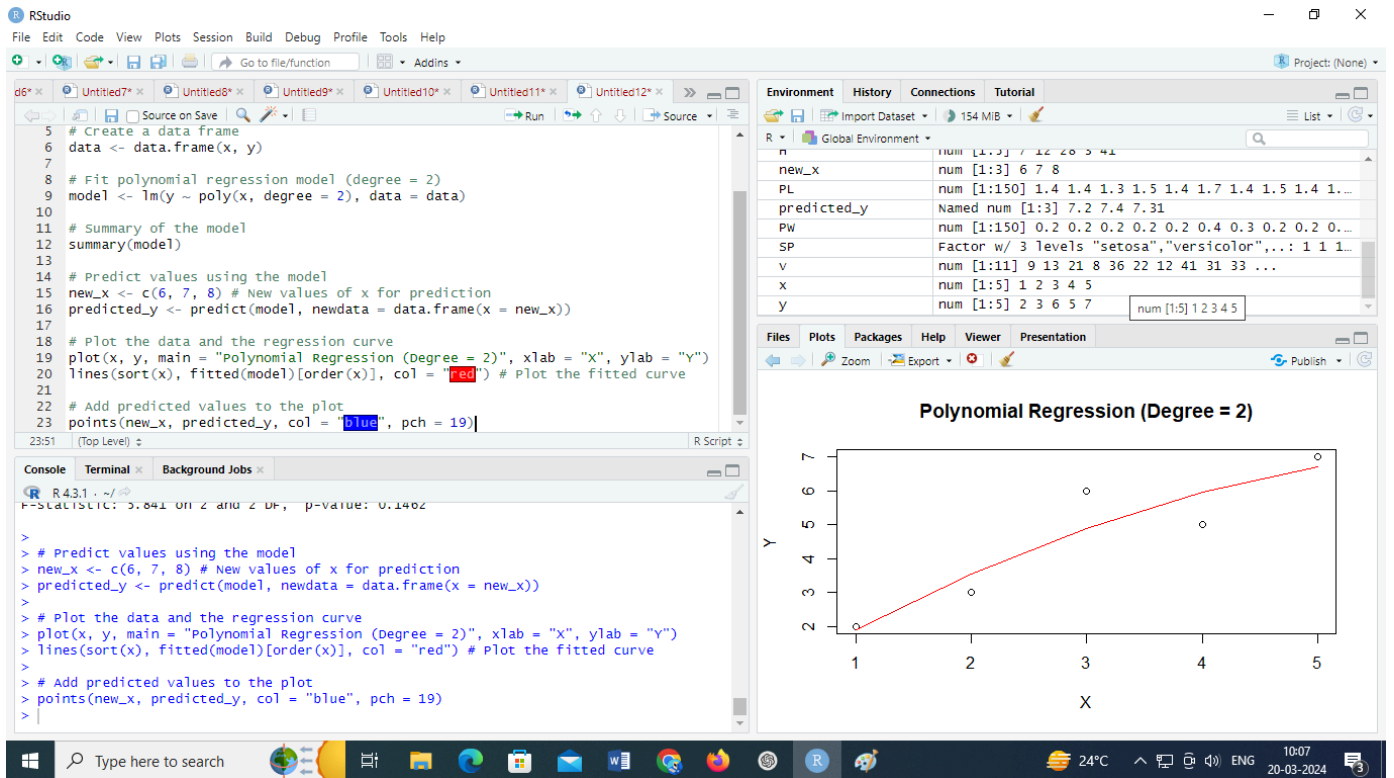 RStudio
File Edit Code View Plots Session Build Debug Profile Tools Help
Go to file/function Addins Project: (None)
d6* Untitled7* Untitled8* Untitled9* Untitled10* Untitled11* Untitled12*
Source on Save Run Source
5 # Create a data frame
6 data <- data.frame(x, y)
7
8 # Fit polynomial regression model (degree = 2)
9 model <- lm(y ~ poly(x, degree = 2), data = data)
10
11 # Summary of the model
12 summary(model)
13
14 # Predict values using the model
15 new_x <- c(6, 7, 8) # New values of x for prediction
16 predicted_y <- predict(model, newdata = data.frame(x = new_x))
17
18 # Plot the data and the regression curve
19 plot(x, y, main = "Polynomial Regression (Degree = 2)", xlab = "X", ylab = "Y")
20 lines(sort(x), fitted(model)[order(x)], col = "red") # Plot the fitted curve
21
22 # Add predicted values to the plot
23 points(new_x, predicted_y, col = "blue", pch = 19)
23:51 (Top Level) R Script
Console Terminal Background Jobs
R 4.3.1 · ~/
F-statistic: 5.841 on 2 and 2 DF, p-value: 0.1462
>
> # Predict values using the model
> new_x <- c(6, 7, 8) # New values of x for prediction
> predicted_y <- predict(model, newdata = data.frame(x = new_x))
>
> # Plot the data and the regression curve
> plot(x, y, main = "Polynomial Regression (Degree = 2)", xlab = "X", ylab = "Y")
> lines(sort(x), fitted(model)[order(x)], col = "red") # Plot the fitted curve
>
> # Add predicted values to the plot
> points(new_x, predicted_y, col = "blue", pch = 19)
>
Environment History Connections Tutorial
Import Dataset 154 MiB List
R Global Environment
num [1:5] 7 12 28 3 41
new_x num [1:3] 6 7 8
PL num [1:150] 1.4 1.4 1.3 1.5 1.4 1.7 1.4 1.5 1.4 1.…
predicted_y Named num [1:3] 7.2 7.4 7.31
PW num [1:150] 0.2 0.2 0.2 0.2 0.2 0.4 0.3 0.2 0.2 0.…
SP Factor w/ 3 levels "setosa","versicolor",..: 1 1 1…
v num [1:11] 9 13 21 8 36 22 12 41 31 33 ...
x num [1:5] 1 2 3 4 5
y num [1:5] 2 3 6 5 7
num [1:5] 1 2 3 4 5
Files Plots Packages Help Viewer Presentation
Zoom Export Publish
Polynomial Regression (Degree = 2)
7
6
5
4
3
2
Y
1 2 3 4 5
X
Type here to search
24°C ENG 10:07
20-03-2024
3